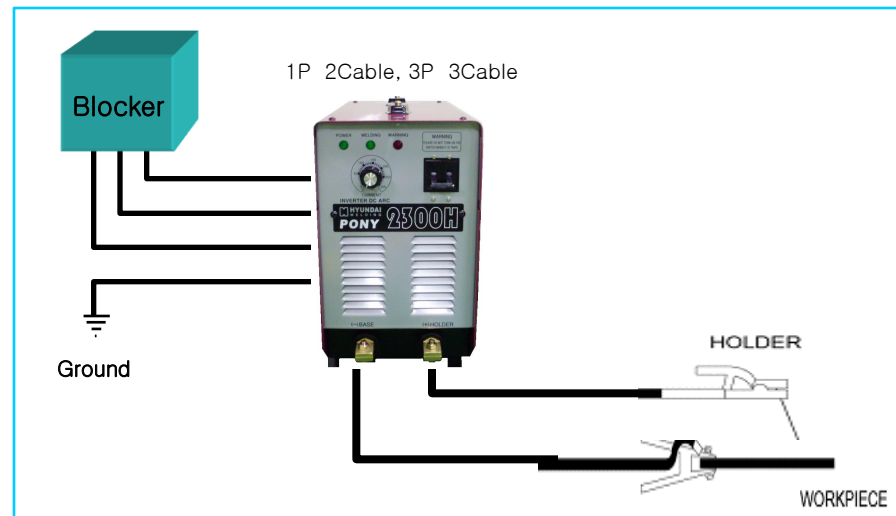 1P 2Cable, 3P 3Cable
Blocker
POWER WELDING WARNING
WARNING
CURRENT
INVERTER DC ARC
HYUNDAI
WELDING
PONY 2300H
(-)BASE (+)HOLDER
Ground
HOLDER
WORKPIECE